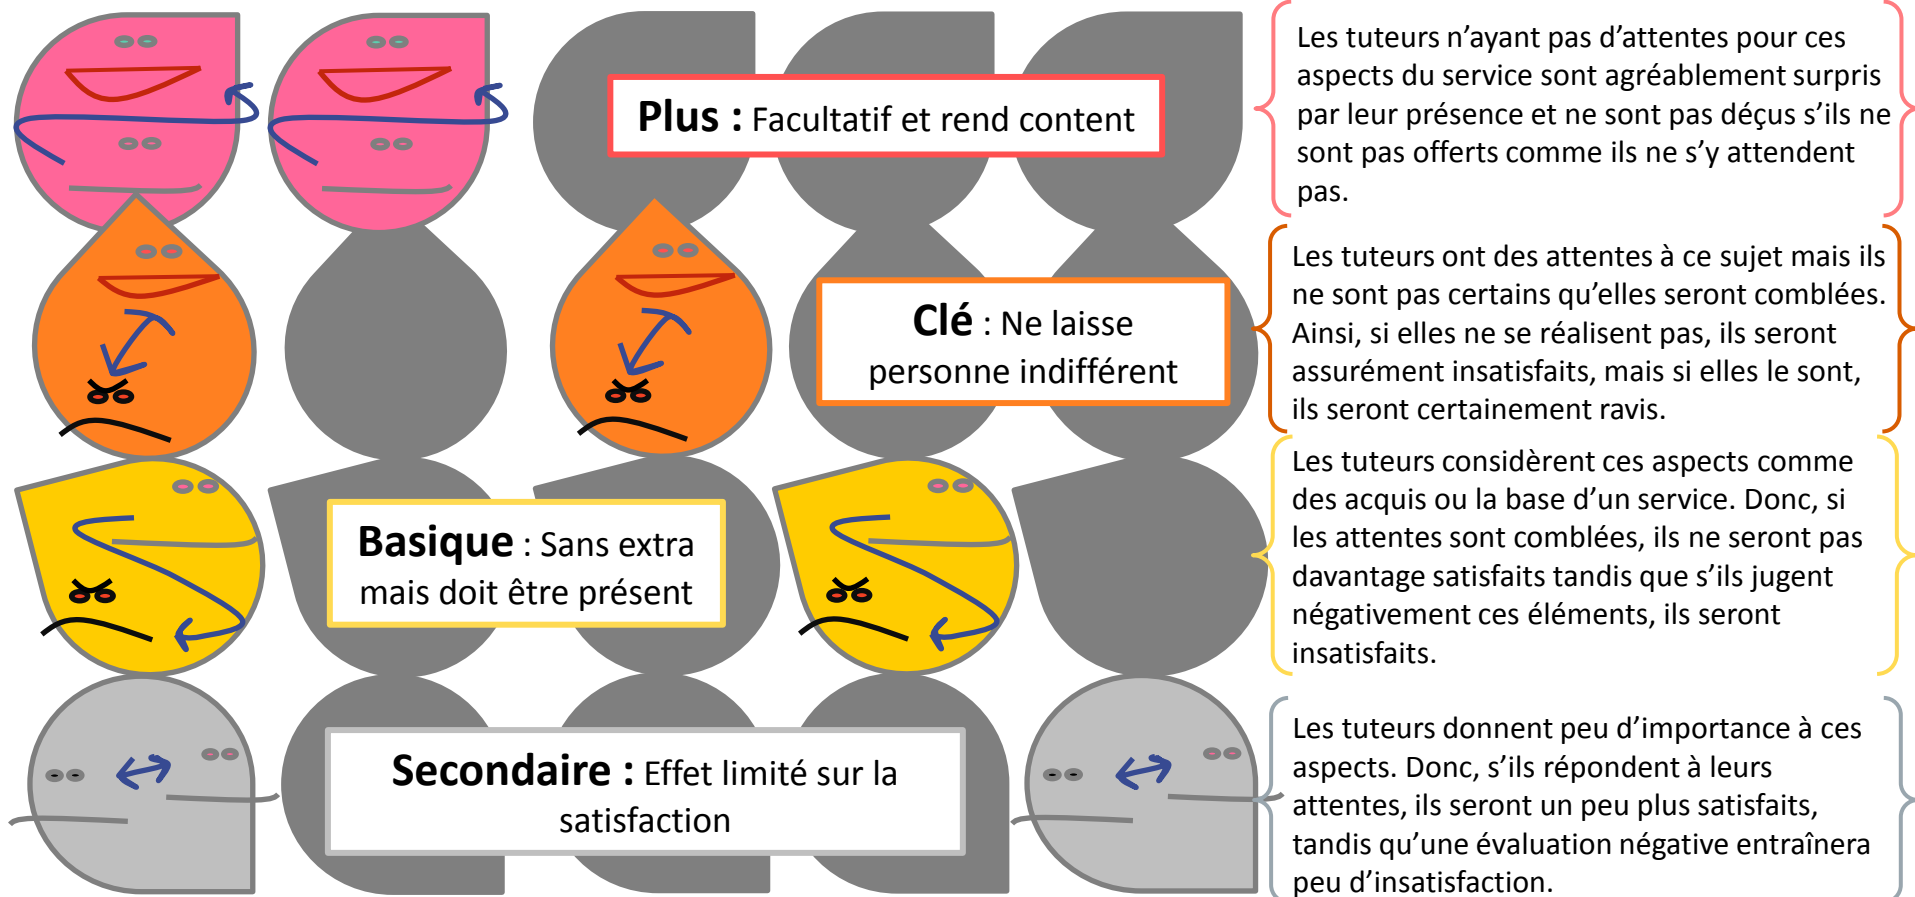 Plus : Facultatif et rend content
Les tuteurs n’ayant pas d’attentes pour ces
aspects du service sont agréablement surpris
par leur présence et ne sont pas déçus s’ils ne
sont pas offerts comme ils ne s’y attendent
pas.
Clé : Ne laisse
personne indifférent
Les tuteurs ont des attentes à ce sujet mais ils
ne sont pas certains qu’elles seront comblées.
Ainsi, si elles ne se réalisent pas, ils seront
assurément insatisfaits, mais si elles le sont,
ils seront certainement ravis.
Basique : Sans extra
mais doit être présent
Les tuteurs considèrent ces aspects comme
des acquis ou la base d’un service. Donc, si
les attentes sont comblées, ils ne seront pas
davantage satisfaits tandis que s’ils jugent
négativement ces éléments, ils seront
insatisfaits.
Secondaire : Effet limité sur la
satisfaction
Les tuteurs donnent peu d’importance à ces
aspects. Donc, s’ils répondent à leurs
attentes, ils seront un peu plus satisfaits,
tandis qu’une évaluation négative entraînera
peu d’insatisfaction.